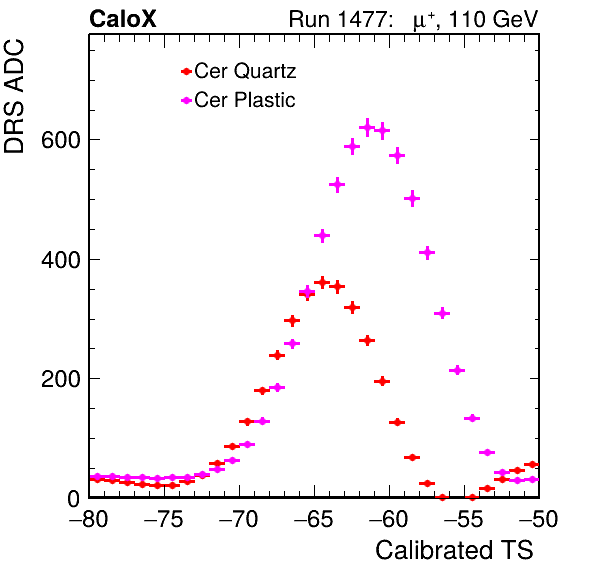 CaloX Run 1477: μ⁺, 110 GeV
DRS ADC
Cer Quartz
Cer Plastic
600
400
200
0
−80 −75 −70 −65 −60 −55 −50
Calibrated TS